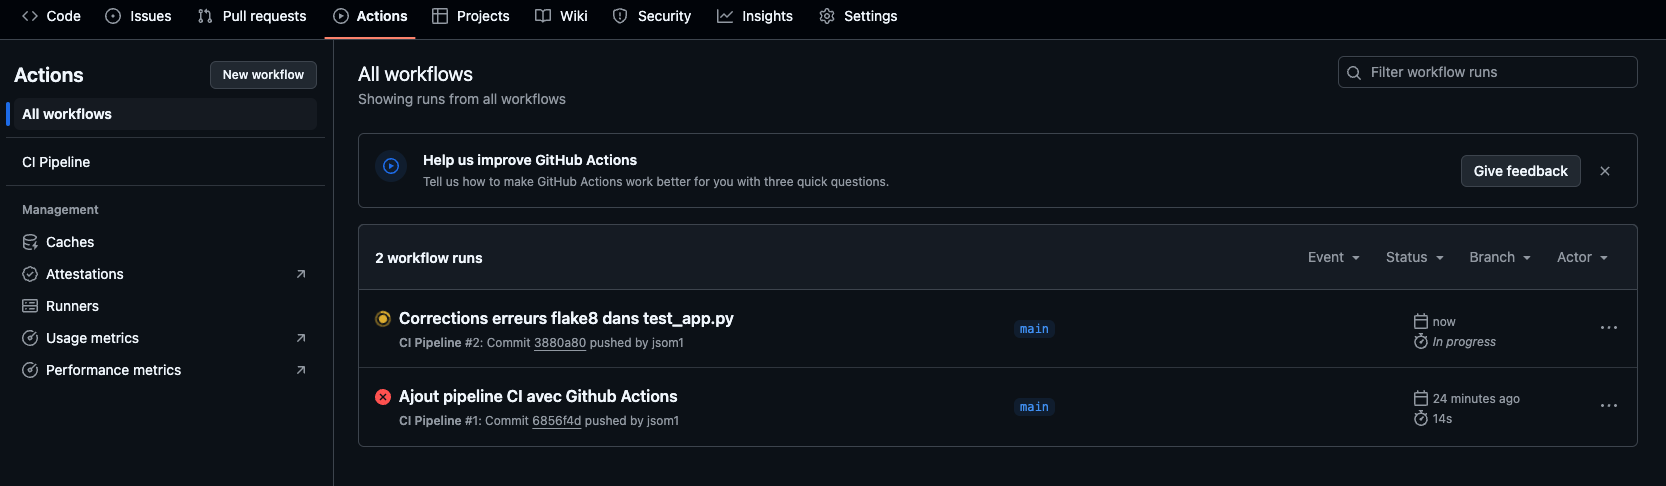 Code Issues Pull requests Actions Projects Wiki Security Insights Settings
Actions
New workflow
All workflows
CI Pipeline
Management
Caches
Attestations
Runners
Usage metrics
Performance metrics
All workflows
Showing runs from all workflows
Filter workflow runs
Help us improve GitHub Actions
Tell us how to make GitHub Actions work better for you with three quick questions.
Give feedback
2 workflow runs
Event Status Branch Actor
Corrections erreurs flake8 dans test_app.py
CI Pipeline #2: Commit 3880a80 pushed by jsom1
main
now
In progress
Ajout pipeline CI avec Github Actions
CI Pipeline #1: Commit 6856f4d pushed by jsom1
main
24 minutes ago
14s